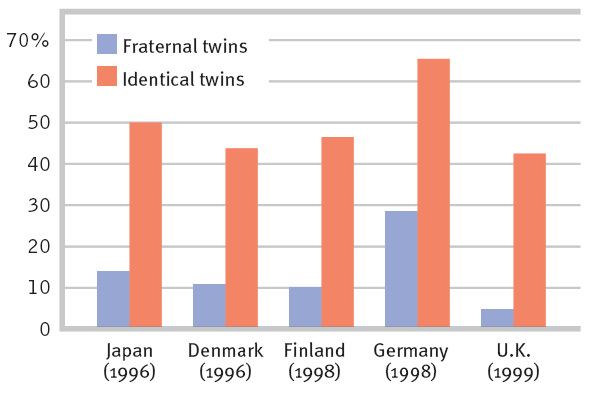 70%
60
50
40
30
20
10
0
Fraternal twins
Identical twins
Japan
(1996)
Denmark
(1996)
Finland
(1998)
Germany
(1998)
U.K.
(1999)